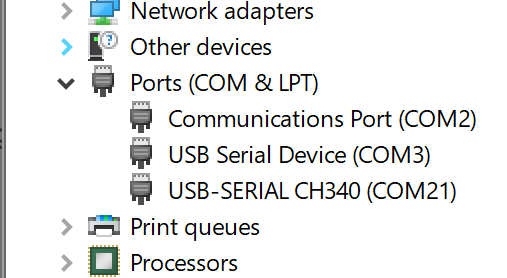 Network adapters
Other devices
Ports (COM & LPT)
Communications Port (COM2)
USB Serial Device (COM3)
USB-SERIAL CH340 (COM21)
Print queues
Processors